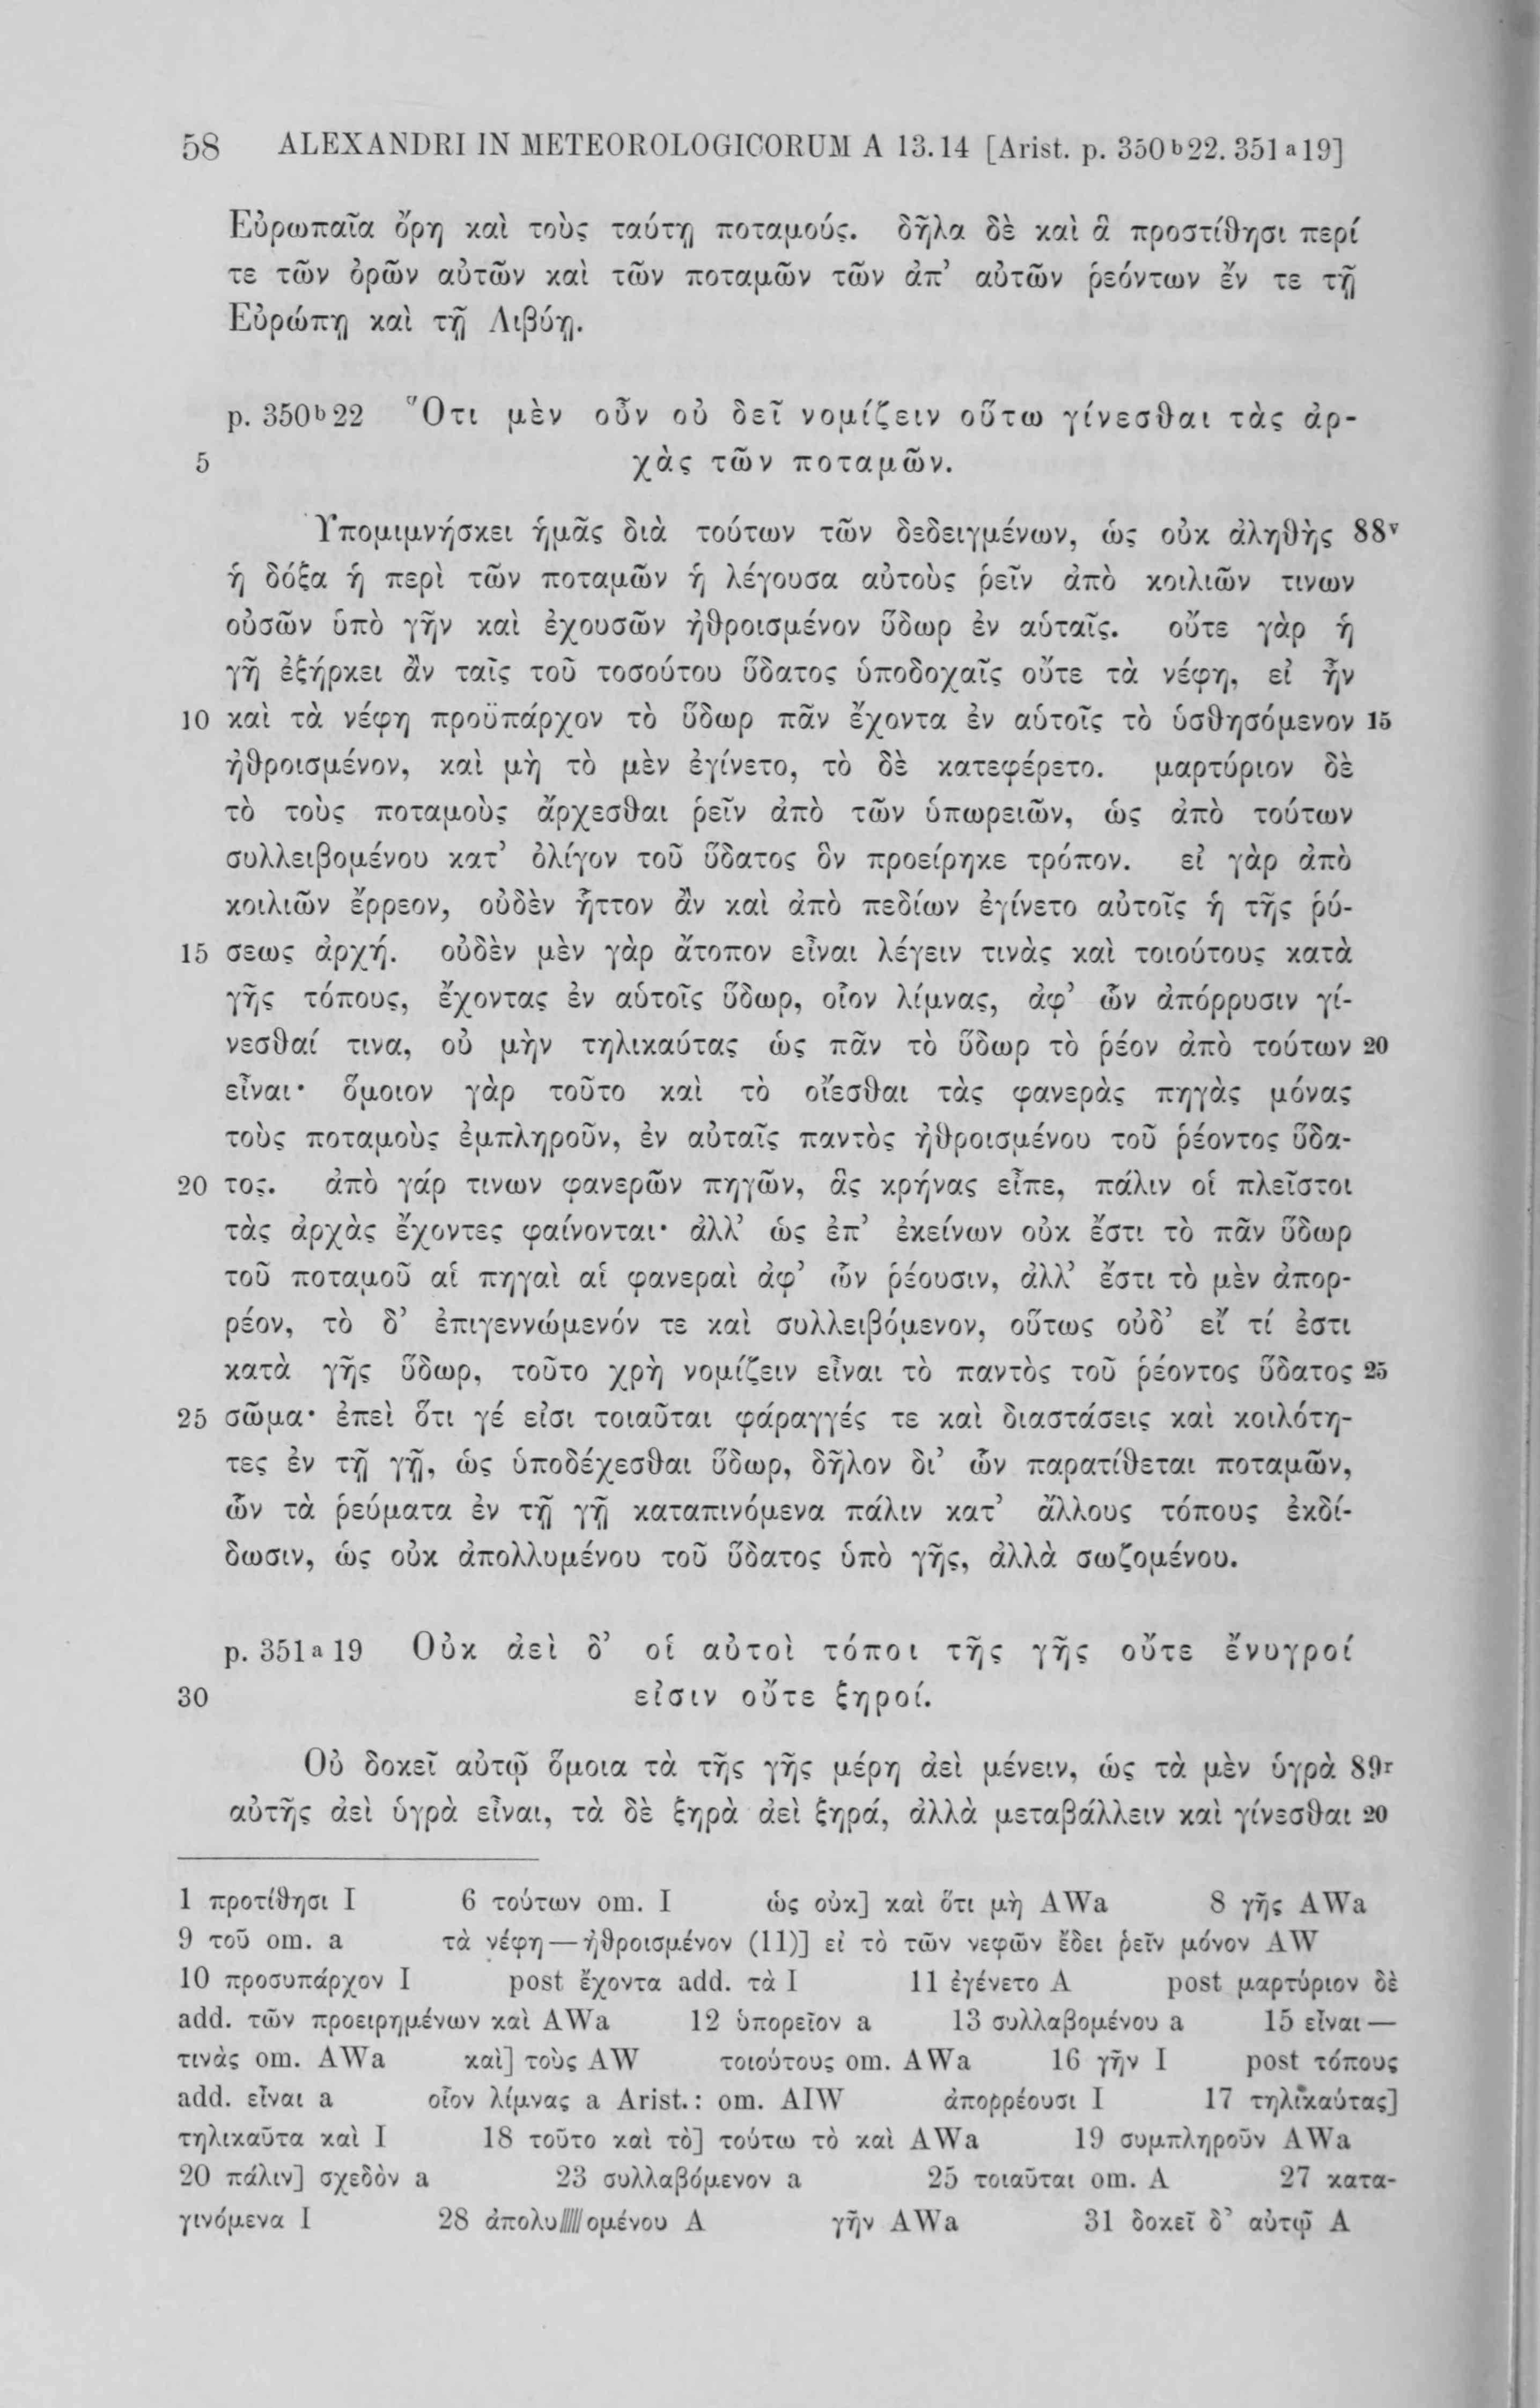 58 ALEXANDRI IN METEOROLOGICORUM A 13.14 [Arist. p. 350b22. 351a19]
Εὐρωπαῖα ὄρη καὶ τοὺς ταύτῃ ποταμούς. δῆλα δὲ καὶ ἃ προστίθησι περί
τε τῶν ὀρῶν αὐτῶν καὶ τῶν ποταμῶν τῶν ἀπ’ αὐτῶν ῥεόντων ἔν τε τῇ
Εὐρώπῃ καὶ τῇ Λιβύῃ.
p. 350b22 Ὅτι μὲν οὖν οὐ δεῖ νομίζειν οὕτω γίνεσθαι τὰς ἀρ-
5 χὰς τῶν ποταμῶν.
Ὑπομιμνήσκει ἡμᾶς διὰ τούτων τῶν δεδειγμένων, ὡς οὐκ ἀληθὴς 88v
ἡ δόξα ἡ περὶ τῶν ποταμῶν ἡ λέγουσα αὐτοὺς ῥεῖν ἀπὸ κοιλιῶν τινων
οὐσῶν ὑπὸ γῆν καὶ ἐχουσῶν ἠθροισμένον ὕδωρ ἐν αὑταῖς. οὔτε γὰρ ἡ
γῆ ἐξήρκει ἂν ταῖς τοῦ τοσούτου ὕδατος ὑποδοχαῖς οὔτε τὰ νέφη, εἰ ἦν
10 καὶ τὰ νέφη προϋπάρχον τὸ ὕδωρ πᾶν ἔχοντα ἐν αὑτοῖς τὸ ὑσθησόμενον 15
ἠθροισμένον, καὶ μὴ τὸ μὲν ἐγίνετο, τὸ δὲ κατεφέρετο. μαρτύριον δὲ
τὸ τοὺς ποταμοὺς ἄρχεσθαι ῥεῖν ἀπὸ τῶν ὑπωρειῶν, ὡς ἀπὸ τούτων
συλλειβομένου κατ’ ὀλίγον τοῦ ὕδατος ὃν προείρηκε τρόπον. εἰ γὰρ ἀπὸ
κοιλιῶν ἔρρεον, οὐδὲν ἧττον ἂν καὶ ἀπὸ πεδίων ἐγίνετο αὐτοῖς ἡ τῆς ῥύ-
15 σεως ἀρχή. οὐδὲν μὲν γὰρ ἄτοπον εἶναι λέγειν τινὰς καὶ τοιούτους κατὰ
γῆς τόπους, ἔχοντας ἐν αὑτοῖς ὕδωρ, οἷον λίμνας, ἀφ’ ὧν ἀπόρρυσιν γί-
νεσθαί τινα, οὐ μὴν τηλικαύτας ὡς πᾶν τὸ ὕδωρ τὸ ῥέον ἀπὸ τούτων 20
εἶναι· ὅμοιον γὰρ τοῦτο καὶ τὸ οἴεσθαι τὰς φανερὰς πηγὰς μόνας
τοὺς ποταμοὺς ἐμπληροῦν, ἐν αὐταῖς παντὸς ἠθροισμένου τοῦ ῥέοντος ὕδα-
20 τος. ἀπὸ γάρ τινων φανερῶν πηγῶν, ἃς κρήνας εἶπε, πάλιν οἱ πλεῖστοι
τὰς ἀρχὰς ἔχοντες φαίνονται· ἀλλ’ ὡς ἐπ’ ἐκείνων οὐκ ἔστι τὸ πᾶν ὕδωρ
τοῦ ποταμοῦ αἱ πηγαὶ αἱ φανεραὶ ἀφ’ ὧν ῥέουσιν, ἀλλ’ ἔστι τὸ μὲν ἀπορ-
ρέον, τὸ δ’ ἐπιγεννώμενόν τε καὶ συλλειβόμενον, οὕτως οὐδ’ εἴ τί ἐστι
κατὰ γῆς ὕδωρ, τοῦτο χρὴ νομίζειν εἶναι τὸ παντὸς τοῦ ῥέοντος ὕδατος 25
25 σῶμα· ἐπεὶ ὅτι γέ εἰσι τοιαῦται φάραγγές τε καὶ διαστάσεις καὶ κοιλότη-
τες ἐν τῇ γῇ, ὡς ὑποδέχεσθαι ὕδωρ, δῆλον δι’ ὧν παρατίθεται ποταμῶν,
ὧν τὰ ῥεύματα ἐν τῇ γῇ καταπινόμενα πάλιν κατ’ ἄλλους τόπους ἐκδί-
δωσιν, ὡς οὐκ ἀπολλυμένου τοῦ ὕδατος ὑπὸ γῆς, ἀλλὰ σωζομένου.
p. 351a19 Οὐκ ἀεὶ δ’ οἱ αὐτοὶ τόποι τῆς γῆς οὔτε ἔνυγροί
30 εἰσιν οὔτε ξηροί.
Οὐ δοκεῖ αὐτῷ ὅμοια τὰ τῆς γῆς μέρη ἀεὶ μένειν, ὡς τὰ μὲν ὑγρὰ 89r
αὐτῆς ἀεὶ ὑγρὰ εἶναι, τὰ δὲ ξηρὰ ἀεὶ ξηρά, ἀλλὰ μεταβάλλειν καὶ γίνεσθαι 20
1 προτίθησι I 6 τούτων om. I ὡς οὐκ] καὶ ὅτι μὴ AWa 8 γῆς AWa
9 τοῦ om. a τὰ νέφη — ἠθροισμένον (11)] εἰ τὸ τῶν νεφῶν ἔδει ῥεῖν μόνον AW
10 προσυπάρχον I post ἔχοντα add. τὰ I 11 ἐγένετο A post μαρτύριον δὲ
add. τῶν προειρημένων καὶ AWa 12 ὑπορεῖον a 13 συλλαβομένου a 15 εἶναι —
τινὰς om. AWa καὶ] τοὺς AW τοιούτους om. AWa 16 γῆν I post τόπους
add. εἶναι a οἷον λίμνας a Arist.: om. AIW ἀπορρέουσι I 17 τηλικαύτας]
τηλικαῦτα καὶ I 18 τοῦτο καὶ τὸ] τούτω τὸ καὶ AWa 19 συμπληροῦν AWa
20 πάλιν] σχεδὸν a 23 συλλαβόμενον a 25 τοιαῦται om. A 27 κατα-
γινόμενα I 28 ἀπολυ/////ομένου A γῆν AWa 31 δοκεῖ δ’ αὐτῷ A